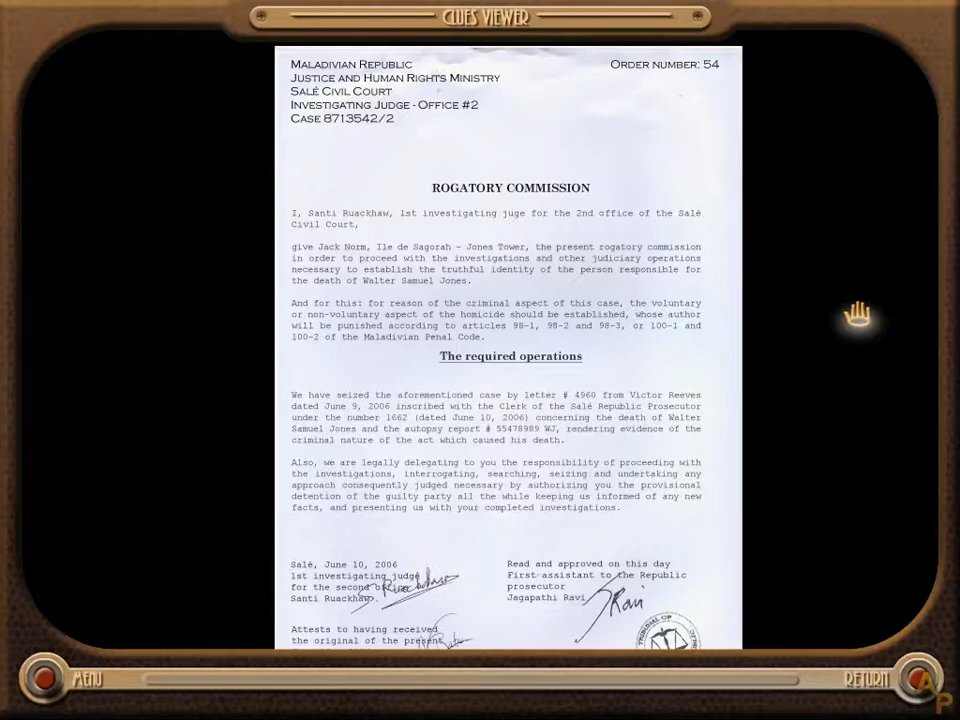 CLUES VIEWER
MALADIVIAN REPUBLIC
ORDER NUMBER: 54
JUSTICE AND HUMAN RIGHTS MINISTRY
SALÉ CIVIL COURT
INVESTIGATING JUDGE - OFFICE #2
CASE 8713542/2
ROGATORY COMMISSION
I, Santi Ruackhaw, 1st investigating juge for the 2nd office of the Salé
Civil Court,
give Jack Norm, Ile de Sagorah - Jones Tower, the present rogatory commission
in order to proceed with the investigations and other judiciary operations
necessary to establish the truthful identity of the person responsible for
the death of Walter Samuel Jones.
And for this: for reason of the criminal aspect of this case, the voluntary
or non-voluntary aspect of the homicide should be established, whose author
will be punished according to articles 98-1, 98-2 and 98-3, or 100-1 and
100-2 of the Maladivian Penal Code.
The required operations
We have seized the aforementioned case by letter # 4960 from Victor Reeves
dated June 9, 2006 inscribed with the Clerk of the Salé Republic Prosecutor
under the number 1662 (dated June 10, 2006) concerning the death of Walter
Samuel Jones and the autopsy report # 55478989 WJ, rendering evidence of the
criminal nature of the act which caused his death.
Also, we are legally delegating to you the responsibility of proceeding with
the investigations, interrogating, searching, seizing and undertaking any
approach consequently judged necessary by authorizing you the provisional
detention of the guilty party all the while keeping us informed of any new
facts, and presenting us with your completed investigations.
Salé, June 10, 2006
1st investigating judge
for the second office
Santi Ruackhaw.
Read and approved on this day
First assistant to the Republic
prosecutor
Jagapathi Ravi
Attests to having received
the original of the present
TRIBUNAL OF
MENU
RETURN
AP